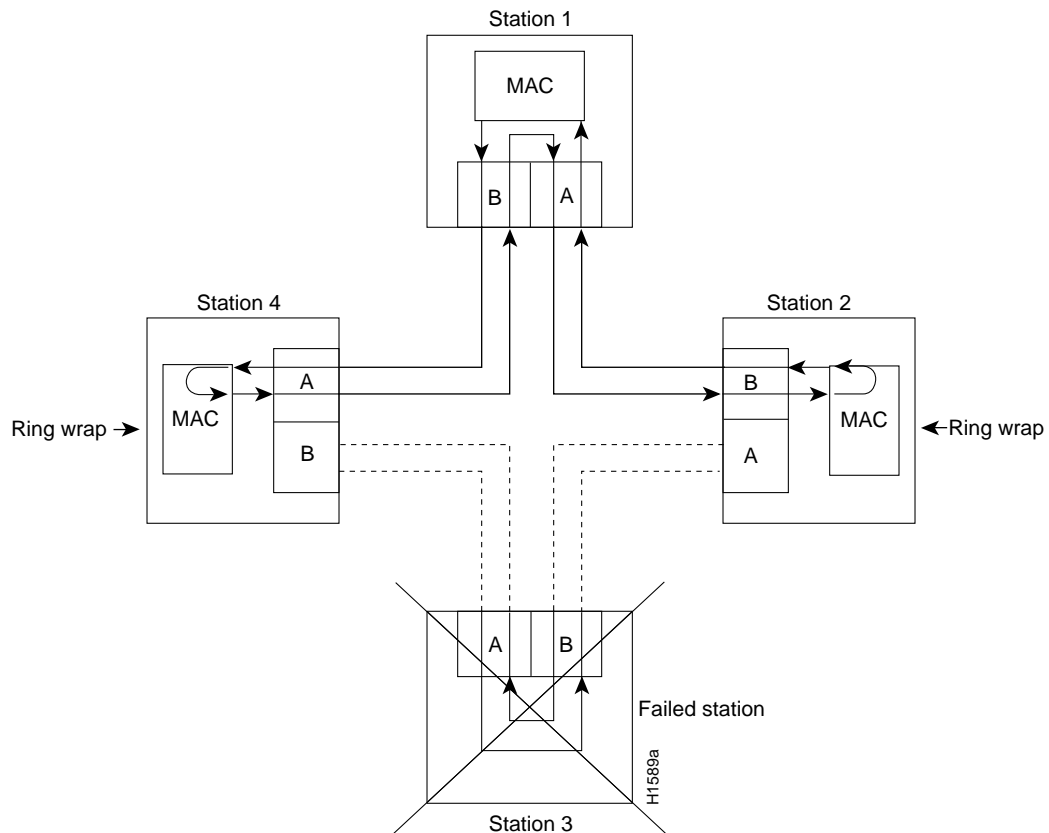 Station 1
MAC
B
A
Station 4
Station 2
A
B
MAC
MAC
Ring wrap
Ring wrap
B
A
A
B
Failed station
H1589a
Station 3